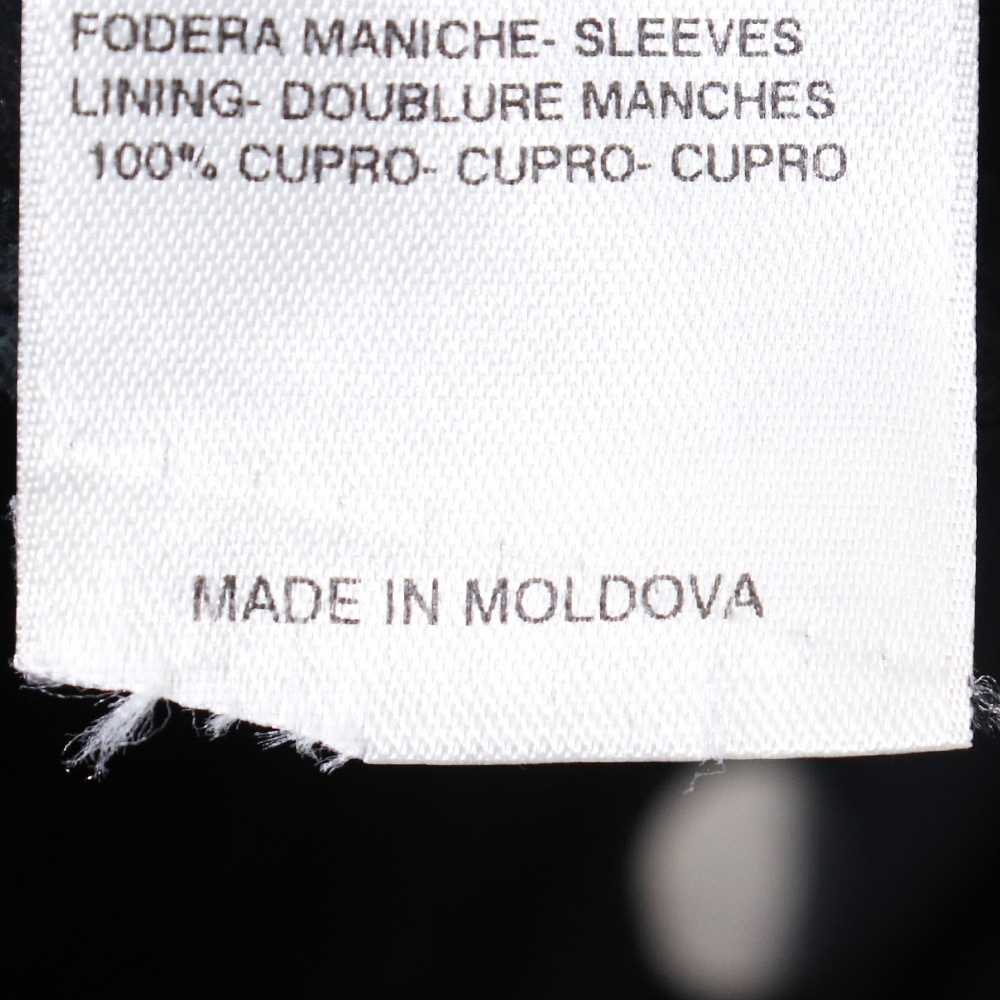 FODERA MANICHE- SLEEVES
LINING- DOUBLURE MANCHES
100% CUPRO- CUPRO- CUPRO
MADE IN MOLDOVA